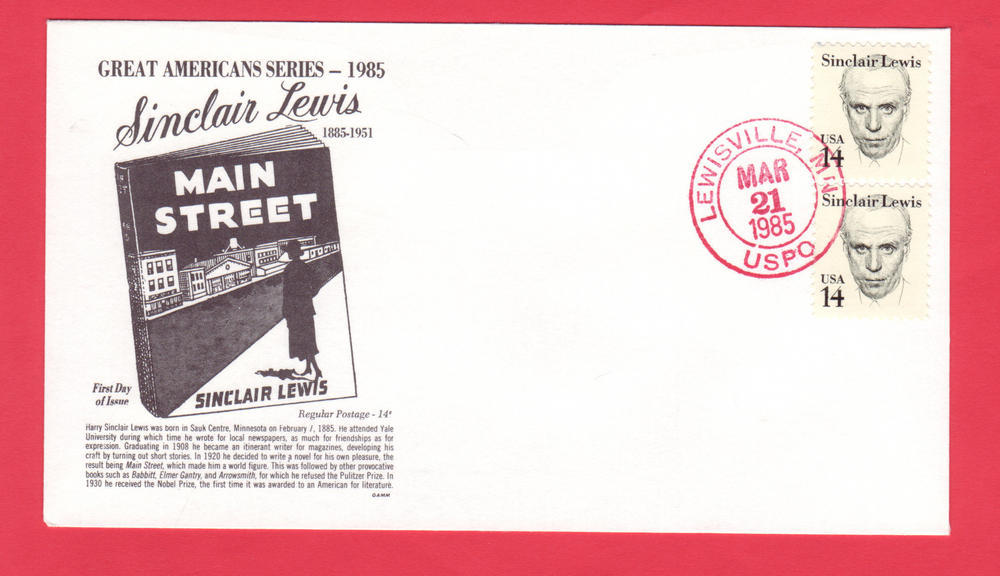 GREAT AMERICANS SERIES – 1985
Sinclair Lewis
1885-1951
MAIN
STREET
SINCLAIR LEWIS
First Day
of Issue
Regular Postage - 14¢
Harry Sinclair Lewis was born in Sauk Centre, Minnesota on February 7, 1885. He attended Yale
University during which time he wrote for local newspapers, as much for friendships as for
expression. Graduating in 1908 he became an itinerant writer for magazines, developing his
craft by turning out short stories. In 1920 he decided to write a novel for his own pleasure, the
result being Main Street, which made him a world figure. This was followed by other provocative
books such as Babbitt, Elmer Gantry, and Arrowsmith, for which he refused the Pulitzer Prize. In
1930 he received the Nobel Prize, the first time it was awarded to an American for literature.
GAMM
LEWISVILLE, MN
MAR
21
1985
USPO
Sinclair Lewis
USA
14
Sinclair Lewis
USA
14